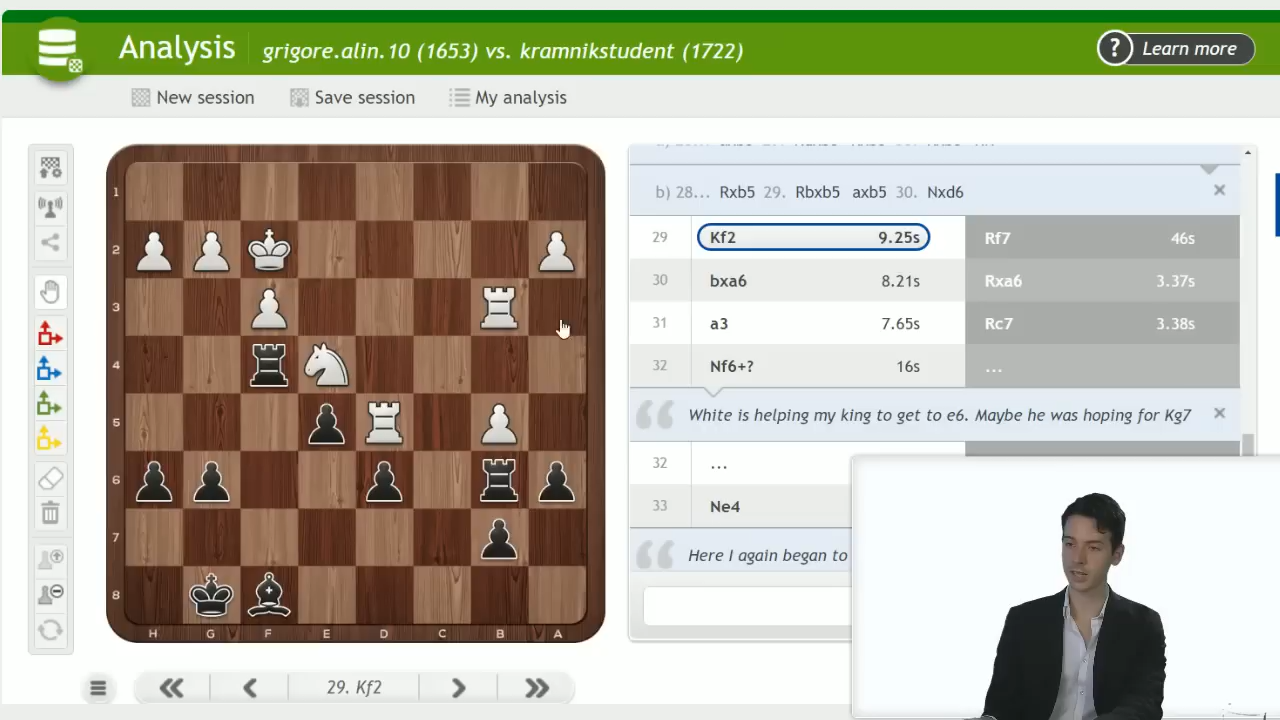 Analysis grigore.alin.10 (1653) vs. kramnikstudent (1722) ? Learn more
New session Save session My analysis
b) 28... Rxb5 29. Rbxb5 axb5 30. Nxd6
29 Kf2 9.25s Rf7 46s
30 bxa6 8.21s Rxa6 3.37s
31 a3 7.65s Rc7 3.38s
32 Nf6+? 16s ...
White is helping my king to get to e6. Maybe he was hoping for Kg7
32 ...
33 Ne4
Here I again began to
1
2
3
4
5
6
7
8
H G F E D C B A
29. Kf2